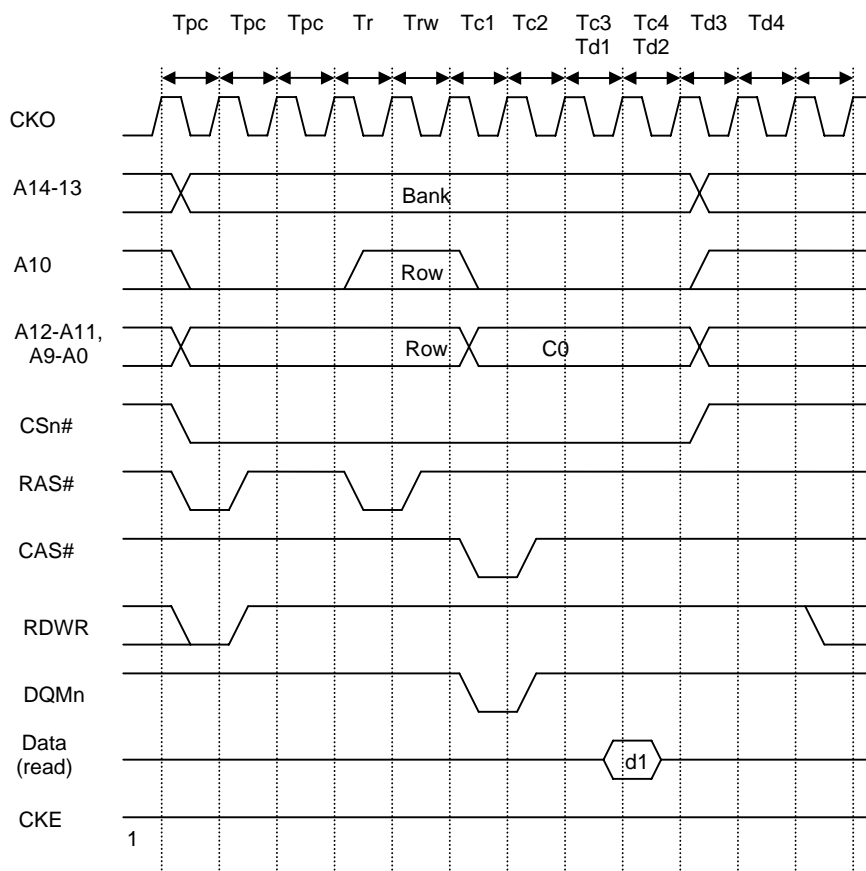 Tpc Tpc Tpc Tr Trw Tc1 Tc2 Tc3 Tc4 Td3 Td4
Td1 Td2
CKO
A14-13
Bank
A10
Row
A12-A11,
A9-A0
Row C0
CSn#
RAS#
CAS#
RDWR
DQMn
Data
(read)
d1
CKE
1